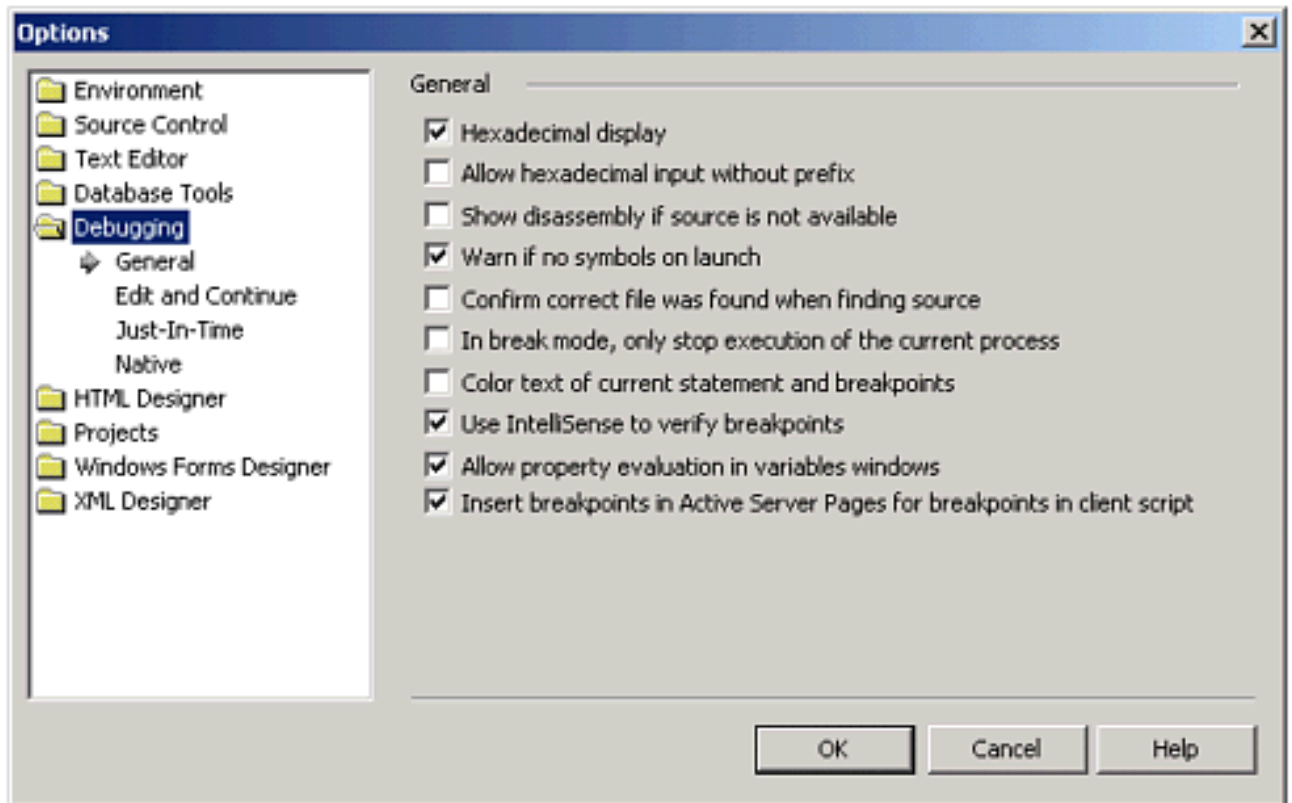 Options
Environment
Source Control
Text Editor
Database Tools
Debugging
General
Edit and Continue
Just-In-Time
Native
HTML Designer
Projects
Windows Forms Designer
XML Designer
General
Hexadecimal display
Allow hexadecimal input without prefix
Show disassembly if source is not available
Warn if no symbols on launch
Confirm correct file was found when finding source
In break mode, only stop execution of the current process
Color text of current statement and breakpoints
Use IntelliSense to verify breakpoints
Allow property evaluation in variables windows
Insert breakpoints in Active Server Pages for breakpoints in client script
OK
Cancel
Help